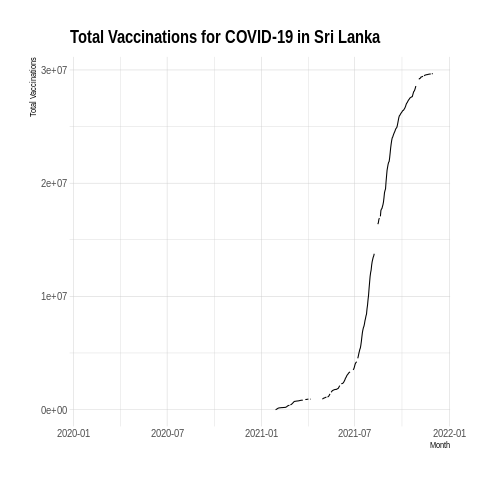 Total Vaccinations for COVID-19 in Sri Lanka
Total Vaccinations
3e+07
2e+07
1e+07
0e+00
2020-01 2020-07 2021-01 2021-07 2022-01
Month